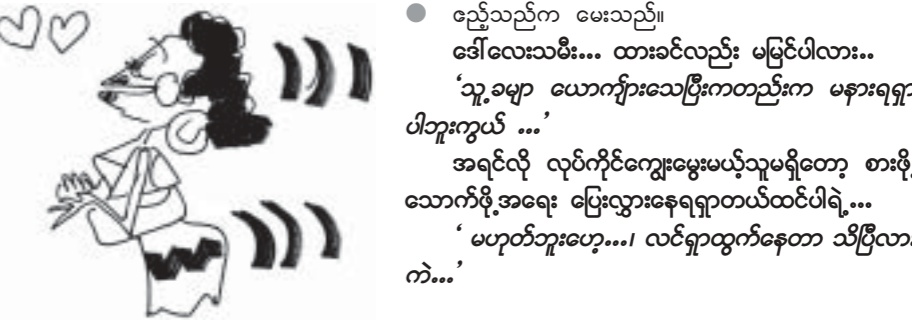 ● ဧည့်သည်က မေးသည်။
ဒေါ်လေးသမီး... ထားခင်လည်း မမြင်ပါလား..
‘သူ့ခမျာ ယောကျ်ားသေပြီးကတည်းက မနားရရှာ
ပါဘူးကွယ် ...’
အရင်လို လုပ်ကိုင်ကျွေးမွေးမယ့်သူမရှိတော့ စားဖို့
သောက်ဖို့အရေး ပြေးလွှားနေရရှာတယ်ထင်ပါရဲ့...
‘ မဟုတ်ဘူးဟေ့...၊ လင်ရှာထွက်နေတာ သိပြီလား
ကဲ...’